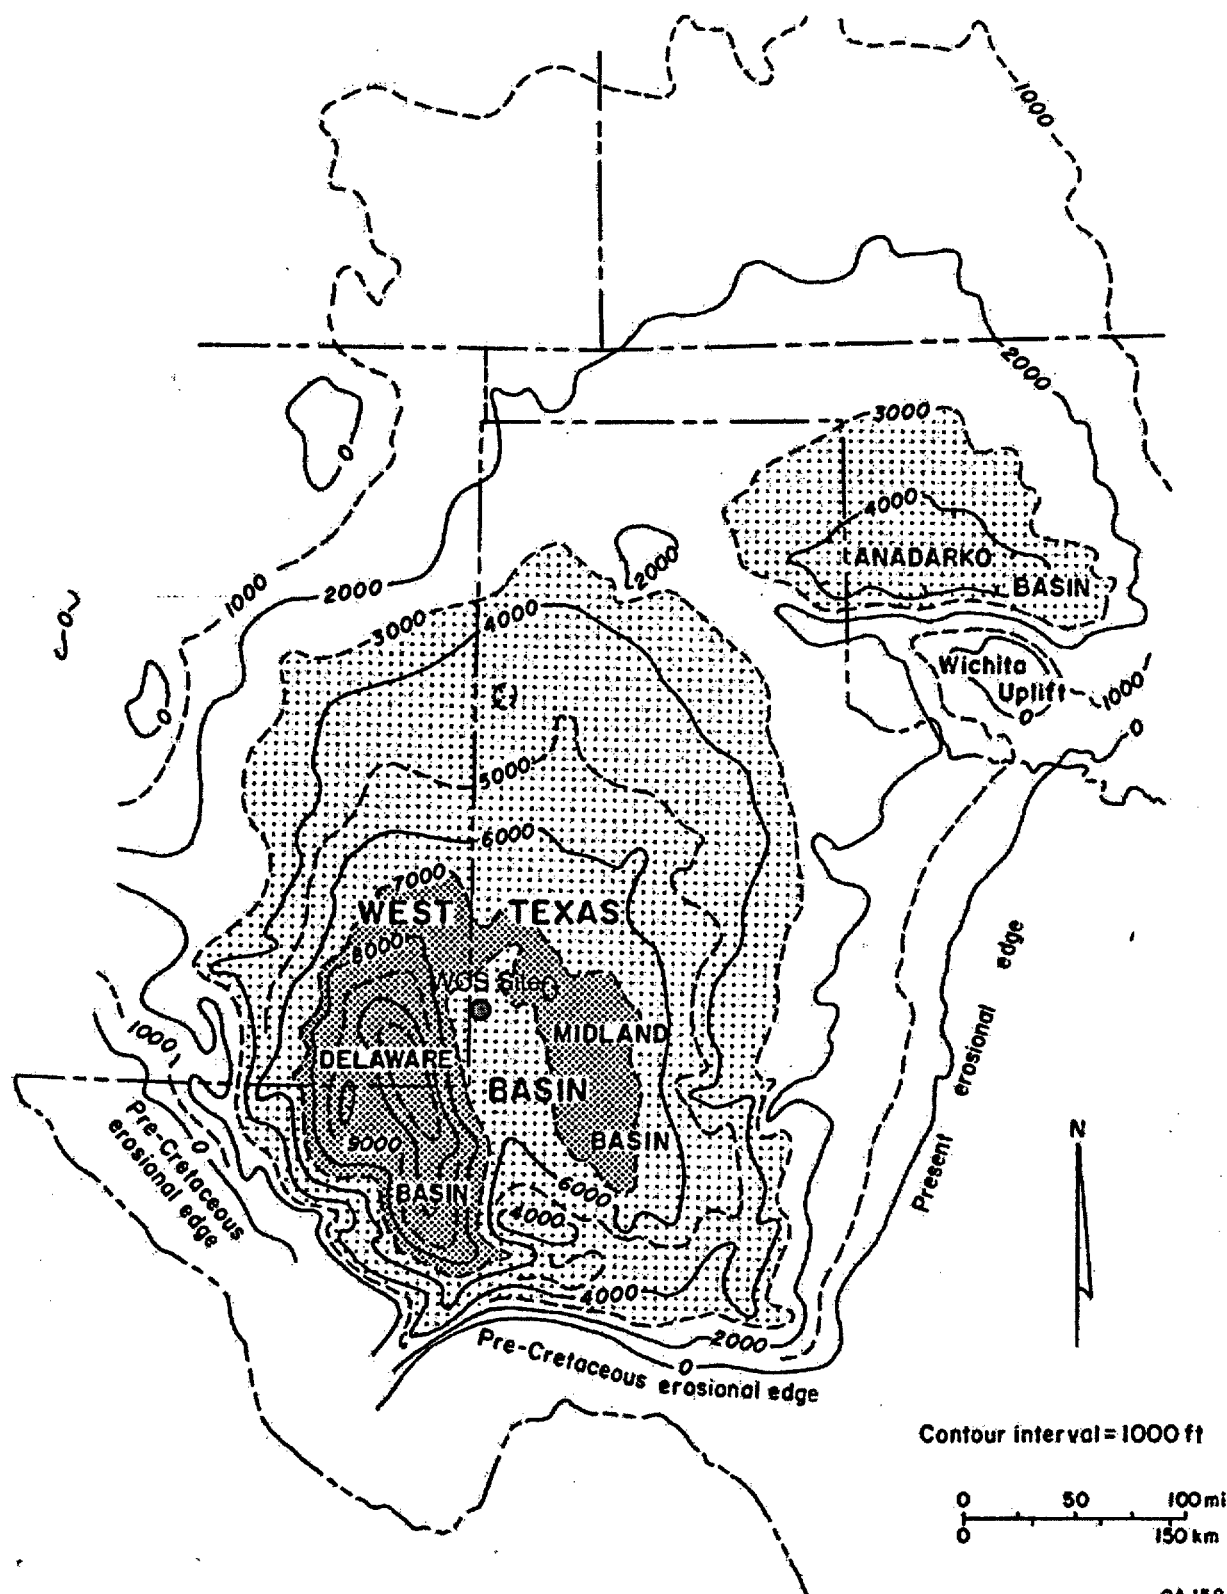 1000
2000
0
3000
4000
ANADARKO
BASIN
2000
1000
2000
3000
4000
0
Wichita
Uplift
1000
0
0
0
5000
6000
7000
WEST TEXAS
8000
WCS Site
1000
MIDLAND
DELAWARE
BASIN
9000
BASIN
BASIN
6000
4000
4000
2000
0
0
Pre-Cretaceous
erosional edge
Pre-Cretaceous erosional edge
Present erosional edge
N
Contour interval = 1000 ft
0 50 100 mi
0 150 km